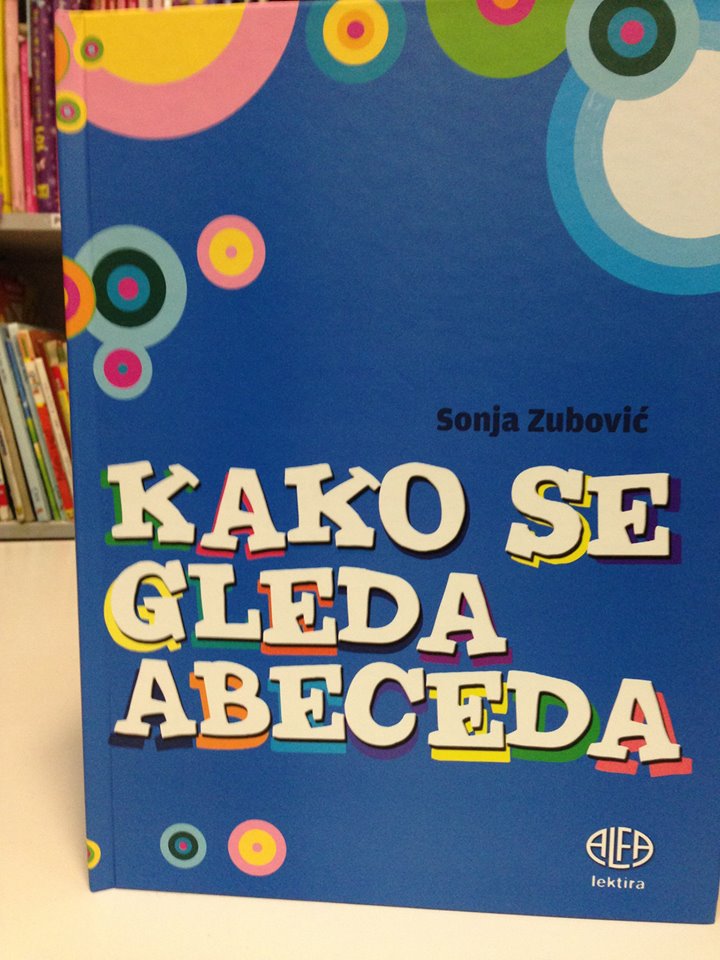 Sonja Zubović
KAKO SE
GLEDA
ABECEDA
ALFA
lektira